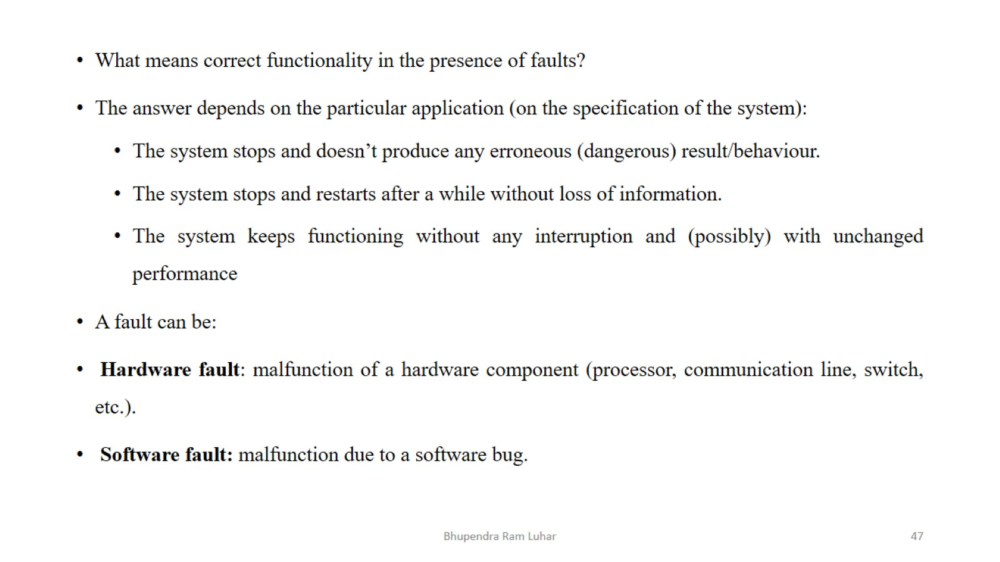 • What means correct functionality in the presence of faults?
• The answer depends on the particular application (on the specification of the system):
• The system stops and doesn’t produce any erroneous (dangerous) result/behaviour.
• The system stops and restarts after a while without loss of information.
• The system keeps functioning without any interruption and (possibly) with unchanged
performance
• A fault can be:
• Hardware fault: malfunction of a hardware component (processor, communication line, switch,
etc.).
• Software fault: malfunction due to a software bug.
Bhupendra Ram Luhar
47